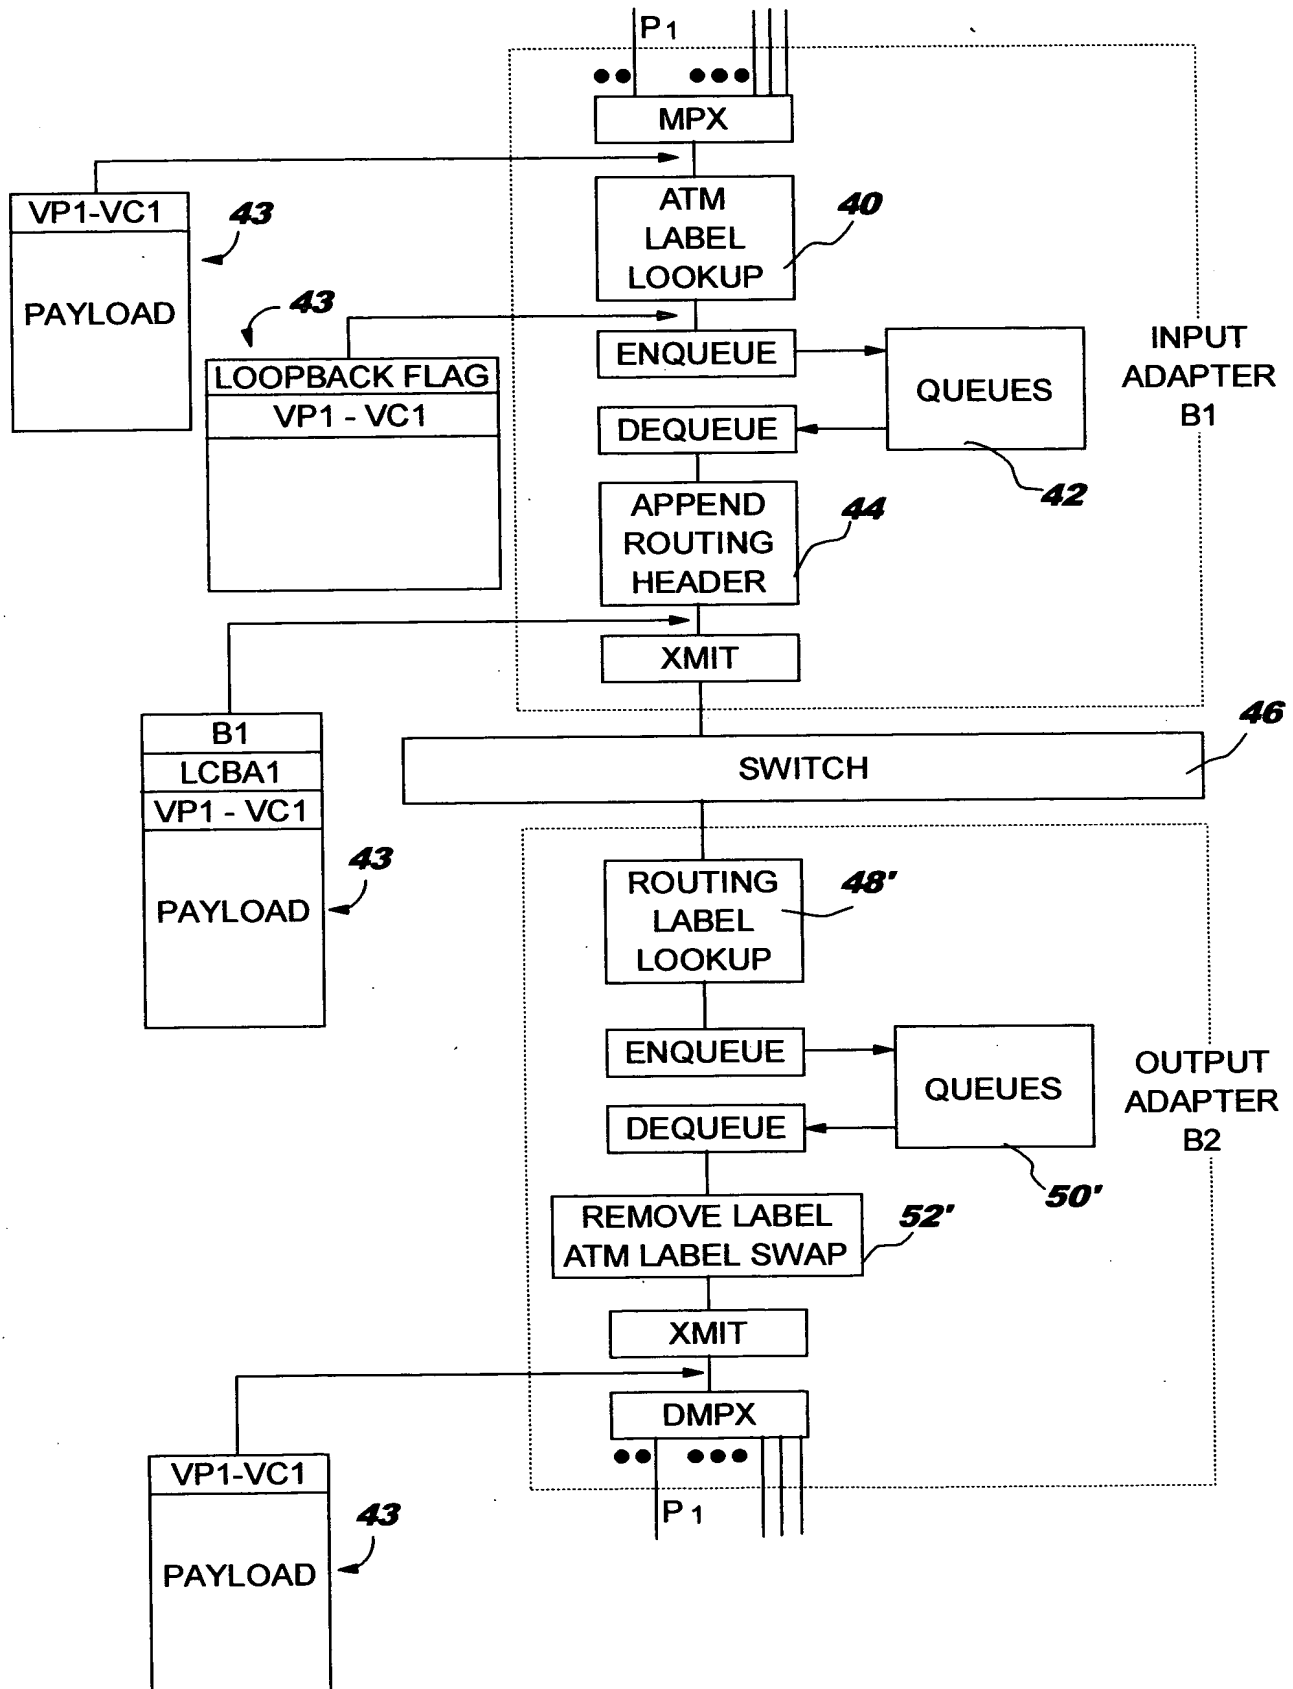 P1
MPX
VP1-VC1
43
PAYLOAD
ATM
LABEL
LOOKUP
40
43
LOOPBACK FLAG
VP1 - VC1
ENQUEUE
QUEUES
42
DEQUEUE
INPUT
ADAPTER
B1
APPEND
ROUTING
HEADER
44
XMIT
B1
LCBA1
VP1 - VC1
PAYLOAD
43
SWITCH
46
ROUTING
LABEL
LOOKUP
48'
ENQUEUE
QUEUES
50'
DEQUEUE
OUTPUT
ADAPTER
B2
REMOVE LABEL
ATM LABEL SWAP
52'
XMIT
DMPX
P1
VP1-VC1
PAYLOAD
43